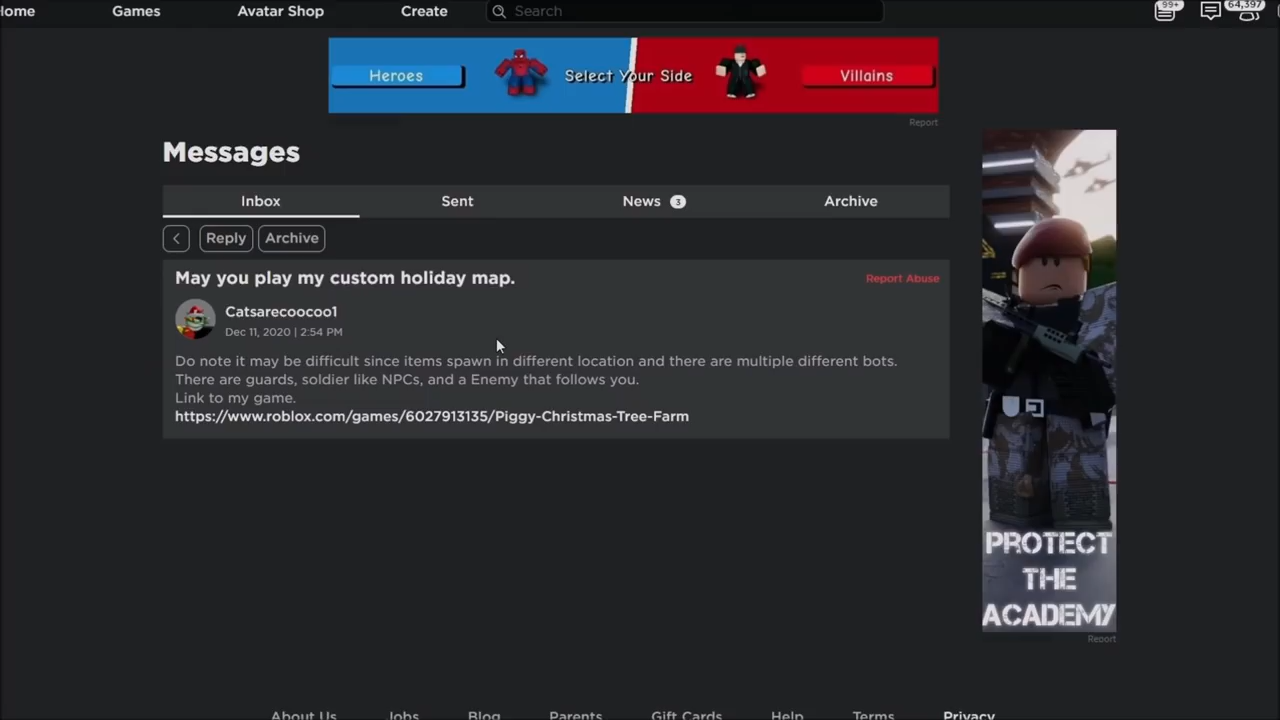 Home
Games
Avatar Shop
Create
Search
99+
64,397
Heroes
Select Your Side
Villains
Report
Messages
Inbox
Sent
News 3
Archive
<
Reply
Archive
May you play my custom holiday map.
Report Abuse
Catsarecoocoo1
Dec 11, 2020 | 2:54 PM
Do note it may be difficult since items spawn in different location and there are multiple different bots.
There are guards, soldier like NPCs, and a Enemy that follows you.
Link to my game.
https://www.roblox.com/games/6027913135/Piggy-Christmas-Tree-Farm
PROTECT
THE
ACADEMY
Report
About Us
Jobs
Blog
Parents
Gift Cards
Help
Terms
Privacy